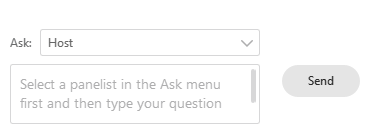 Ask: Host
Select a panelist in the Ask menu
first and then type your question
Send